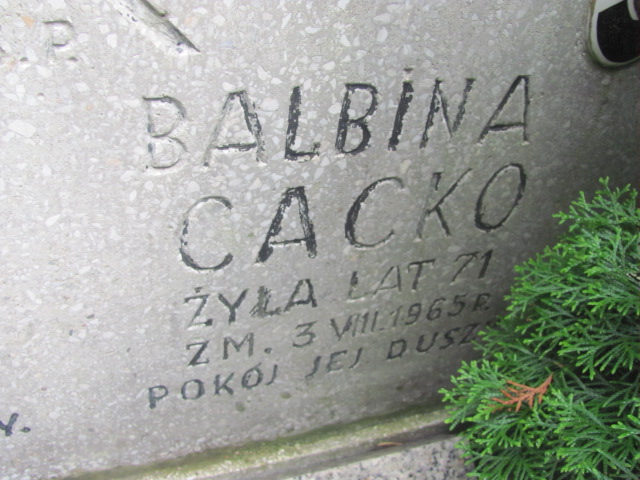 BALBINA
CACKO
ŻYŁA LAT 71
ZM. 3 VIII.1965 R.
POKÓJ JEJ DUSZ